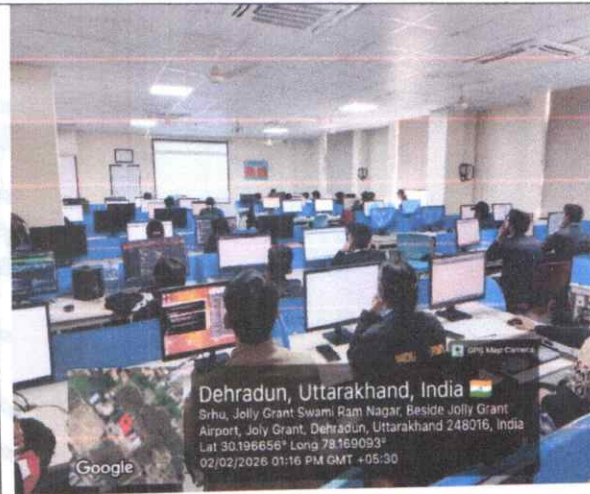 GPS Map Camera
Dehradun, Uttarakhand, India
Srhu, Jolly Grant Swami Ram Nagar, Beside Jolly Grant
Airport, Joly Grant, Dehradun, Uttarakhand 248016, India
Lat 30.196656° Long 78.169093°
02/02/2026 01:16 PM GMT +05:30
Google